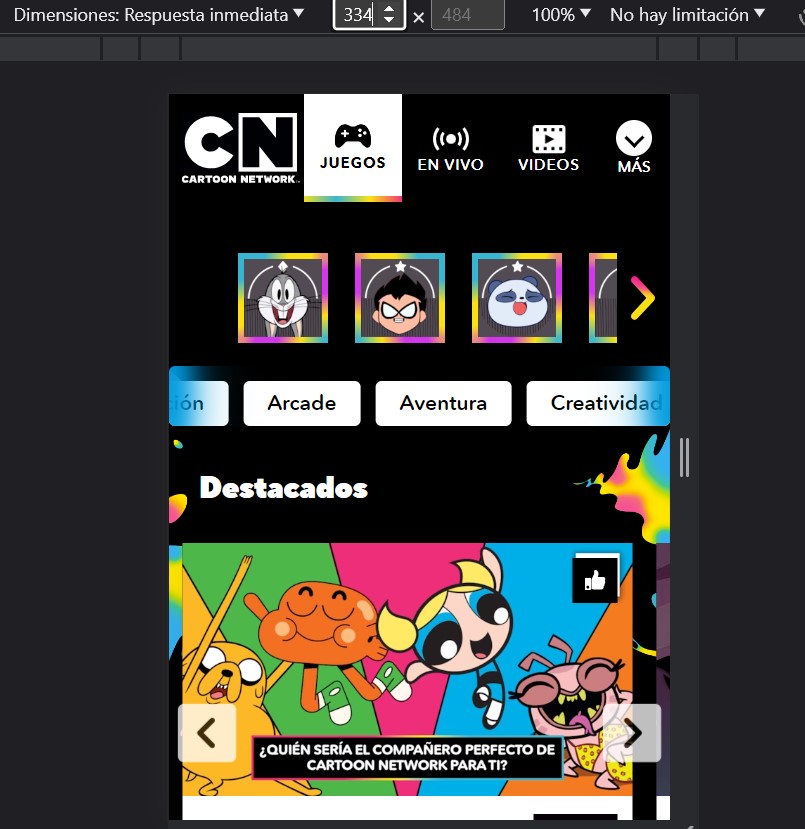 Dimensiones: Respuesta inmediata 334 × 484 100% No hay limitación
CN
CARTOON NETWORK
JUEGOS
EN VIVO
VIDEOS
MÁS
ión Arcade Aventura Creatividad
Destacados
¿QUIÉN SERÍA EL COMPAÑERO PERFECTO DE
CARTOON NETWORK PARA TI?